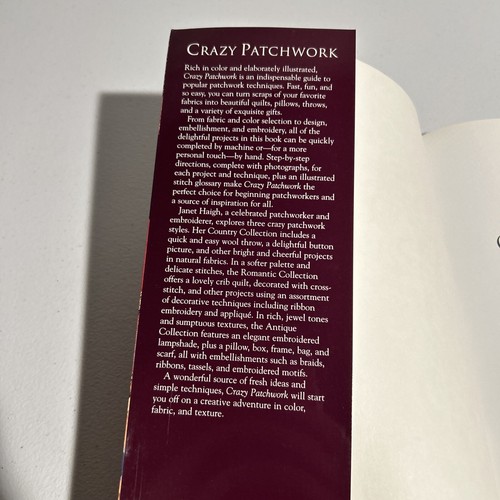 CRAZY PATCHWORK
Rich in color and elaborately illustrated,
Crazy Patchwork is an indispensable guide to
popular patchwork techniques. Fast, fun, and
so easy, you can turn scraps of your favorite
fabrics into beautiful quilts, pillows, throws,
and a variety of exquisite gifts.
From fabric and color selection to design,
embellishment, and embroidery, all of the
delightful projects in this book can be quickly
completed by machine or—for a more
personal touch—by hand. Step-by-step
directions, complete with photographs, for
each project and technique, plus an illustrated
stitch glossary make Crazy Patchwork the
perfect choice for beginning patchworkers and
a source of inspiration for all.
Janet Haigh, a celebrated patchworker and
embroiderer, explores three crazy patchwork
styles. Her Country Collection includes a
quick and easy wool throw, a delightful button
picture, and other bright and cheerful projects
in natural fabrics. In a softer palette and
delicate stitches, the Romantic Collection
offers a lovely crib quilt, decorated with cross-
stitch, and other projects using an assortment
of decorative techniques including ribbon
embroidery and appliqué. In rich, jewel tones
and sumptuous textures, the Antique
Collection features an elegant embroidered
lampshade, plus a pillow, box, frame, bag, and
scarf, all with embellishments such as braids,
ribbons, tassels, and embroidered motifs.
A wonderful source of fresh ideas and
simple techniques, Crazy Patchwork will start
you off on a creative adventure in color,
fabric, and texture.